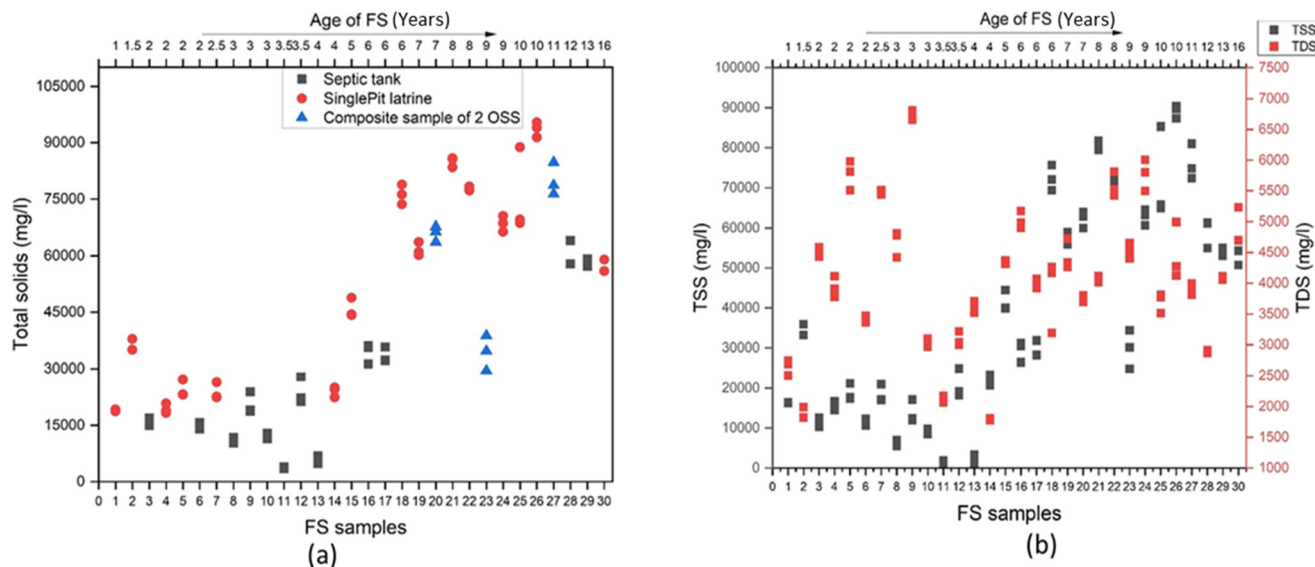 Age of FS (Years)
1 1.5 2 2 2 2 2.5 3 3 3 3.5 3.5 4 4 5 6 6 6 7 7 8 8 9 9 10 10 11 12 13 16
Total solids (mg/l)
105000
90000
75000
60000
45000
30000
15000
0
Septic tank
SinglePit latrine
Composite sample of 2 OSS
0 1 2 3 4 5 6 7 8 9 10 11 12 13 14 15 16 17 18 19 20 21 22 23 24 25 26 27 28 29 30
FS samples
(a)
Age of FS (Years)
1 1.5 2 2 2 2 2.5 3 3 3 3.5 3.5 4 4 5 6 6 6 7 7 8 8 9 9 10 10 11 12 13 16
TSS
TDS
TSS (mg/l)
100000
90000
80000
70000
60000
50000
40000
30000
20000
10000
0
7500
7000
6500
6000
5500
5000
4500
4000
3500
3000
2500
2000
1500
1000
TDS (mg/l)
0 1 2 3 4 5 6 7 8 9 10 11 12 13 14 15 16 17 18 19 20 21 22 23 24 25 26 27 28 29 30
FS samples
(b)